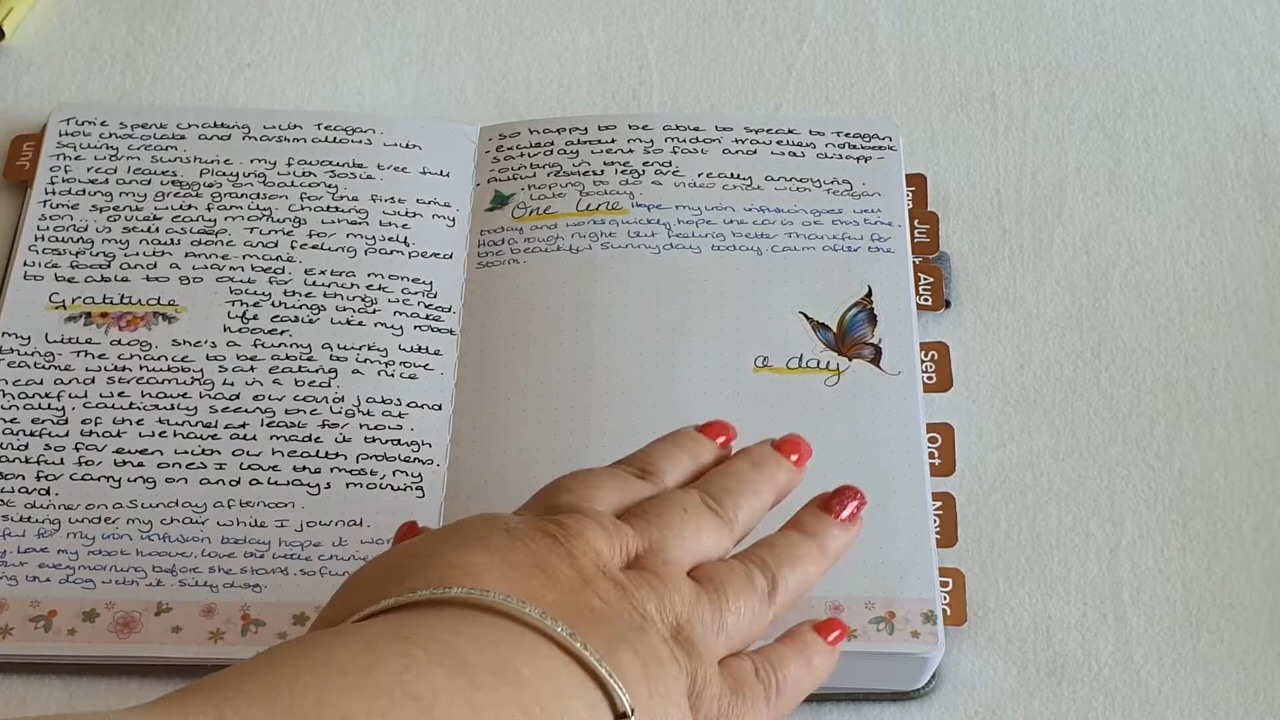 Jun
Time spent chatting with Teagan.
Hot chocolate and marshmallows with
squirty cream.
The warm sunshine. my favourite tree full
of red leaves. Playing with Josie.
Flowers and veggies on balcony.
Holding my great grandson for the first time.
Time spent with family. Chatting with my
son... Quiet early mornings when the
world is still asleep. Time for myself.
Having my nails done and feeling pampered
Gossiping with Anne-marie.
Nice food and a warm bed. Extra money
to be able to go out for lunch etc and
buy the things we need.
The things that make
life easier like my robot
hoover.
Gratitude
my little dog. She's a funny quirky little
thing. The chance to be able to improve.
Teatime with hubby sat eating a nice
meal and streaming 4 in a bed.
Thankful we have had our covid jabs and
finally, cautiously seeing the light at
the end of the tunnel at least for now.
Thankful that we have all made it through
and so far even with our health problems.
Thankful for the ones I love the most, my
son for carrying on and always moving
forward.
dinner on a Sunday afternoon.
sitting under my chair while I journal.
my iron infusion today hope it
Love my robot hoover, love the little
every morning before she starts. so
the dog with it. Silly dog.
· So happy to be able to speak to Teagan
· excited about my midori travellers notebook
Saturday went so fast and was disapp-
-ointing in the end.
· Awful restless legs are really annoying.
· hoping to do a video chat with Teagan
late today.
One line Hope my iron infusion goes well
today and works quickly, hope the car is ok this time.
Had a rough night but feeling better. Thankful for
the beautiful Sunny day today. Calm after the
storm.
a day
Jul
Aug
Sep
Oct
Nov
Dec